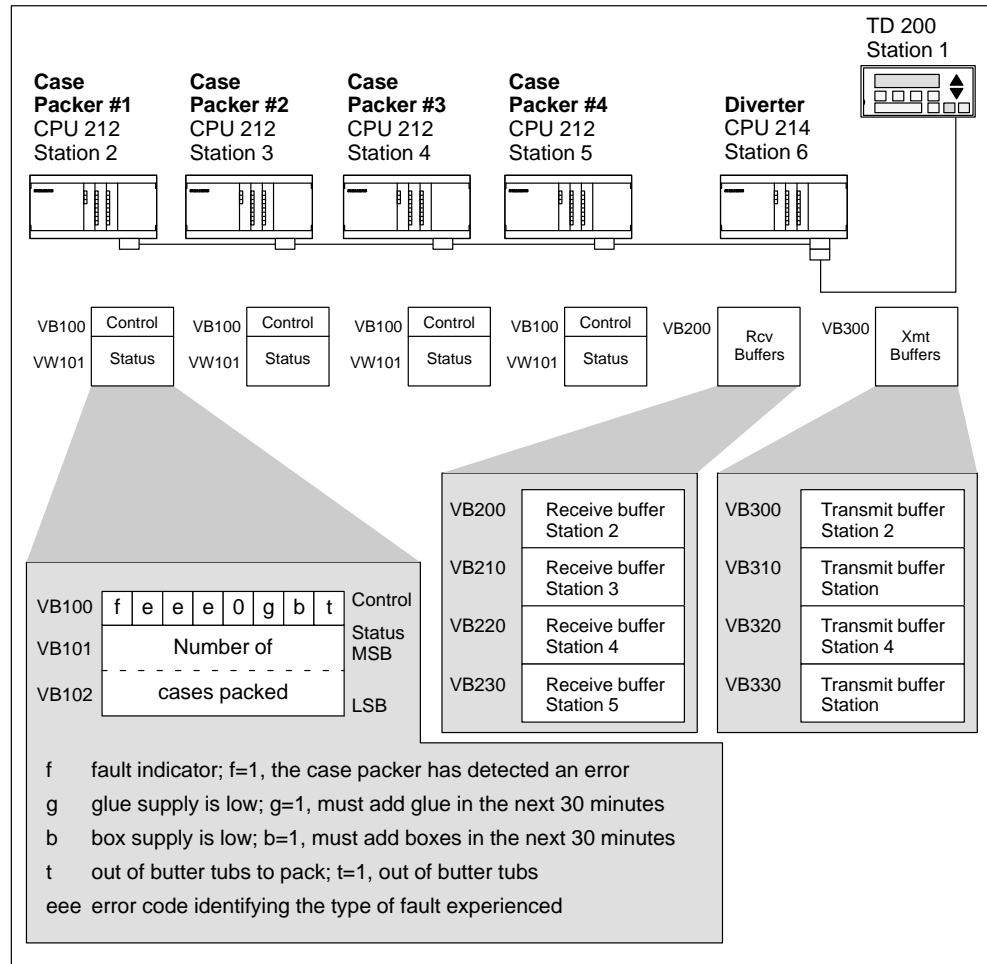 TD 200
Station 1
Case
Packer #1
CPU 212
Station 2
Case
Packer #2
CPU 212
Station 3
Case
Packer #3
CPU 212
Station 4
Case
Packer #4
CPU 212
Station 5
Diverter
CPU 214
Station 6
VB100 Control
VW101 Status
VB100 Control
VW101 Status
VB100 Control
VW101 Status
VB100 Control
VW101 Status
VB200 Rcv
Buffers
VB300 Xmt
Buffers
VB200 Receive buffer
Station 2
VB210 Receive buffer
Station 3
VB220 Receive buffer
Station 4
VB230 Receive buffer
Station 5
VB300 Transmit buffer
Station 2
VB310 Transmit buffer
Station
VB320 Transmit buffer
Station 4
VB330 Transmit buffer
Station
VB100 f e e e 0 g b t Control
VB101 Number of Status
MSB
VB102 cases packed LSB
f fault indicator; f=1, the case packer has detected an error
g glue supply is low; g=1, must add glue in the next 30 minutes
b box supply is low; b=1, must add boxes in the next 30 minutes
t out of butter tubs to pack; t=1, out of butter tubs
eee error code identifying the type of fault experienced